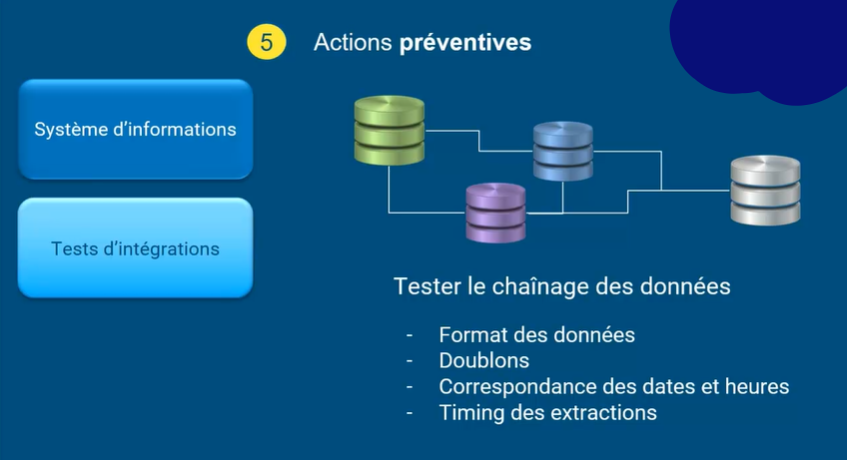 5 Actions préventives
Système d'informations
Tests d'intégrations
Tester le chaînage des données
- Format des données
- Doublons
- Correspondance des dates et heures
- Timing des extractions